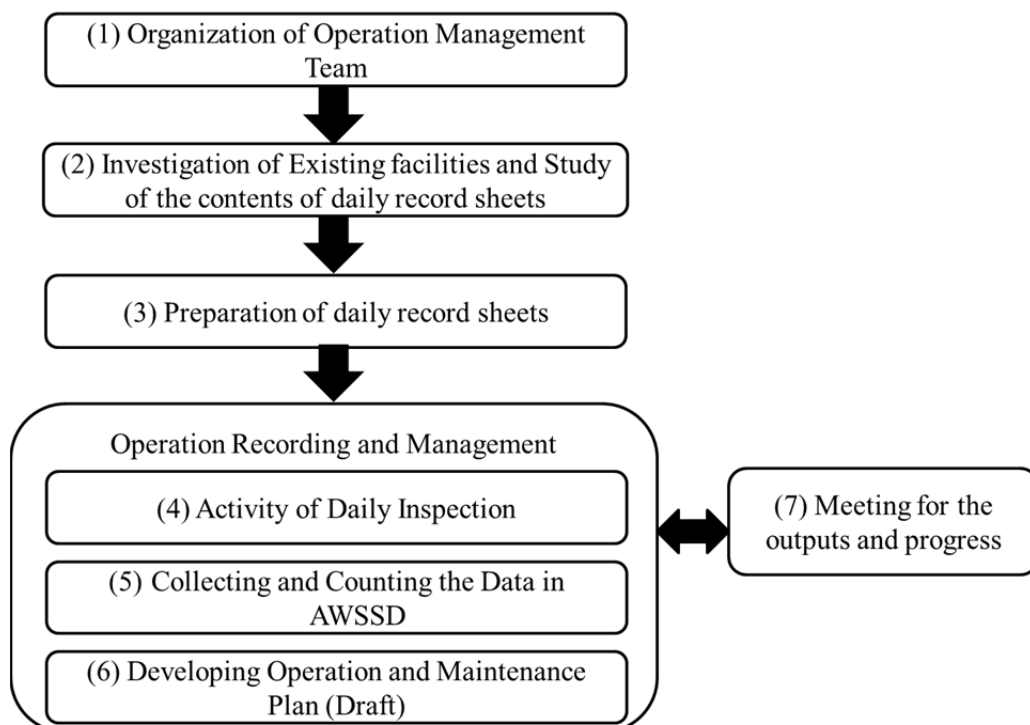 (1) Organization of Operation Management
Team
(2) Investigation of Existing facilities and Study
of the contents of daily record sheets
(3) Preparation of daily record sheets
Operation Recording and Management
(4) Activity of Daily Inspection
(5) Collecting and Counting the Data in
AWSSD
(6) Developing Operation and Maintenance
Plan (Draft)
(7) Meeting for the
outputs and progress